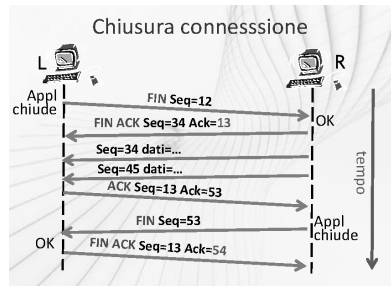 Chiusura connesssione
L
R
Appl
chiude
FIN Seq=12
OK
FIN ACK Seq=34 Ack=13
Seq=34 dati=...
Seq=45 dati=...
ACK Seq=13 Ack=53
tempo
FIN Seq=53
Appl
chiude
OK
FIN ACK Seq=13 Ack=54